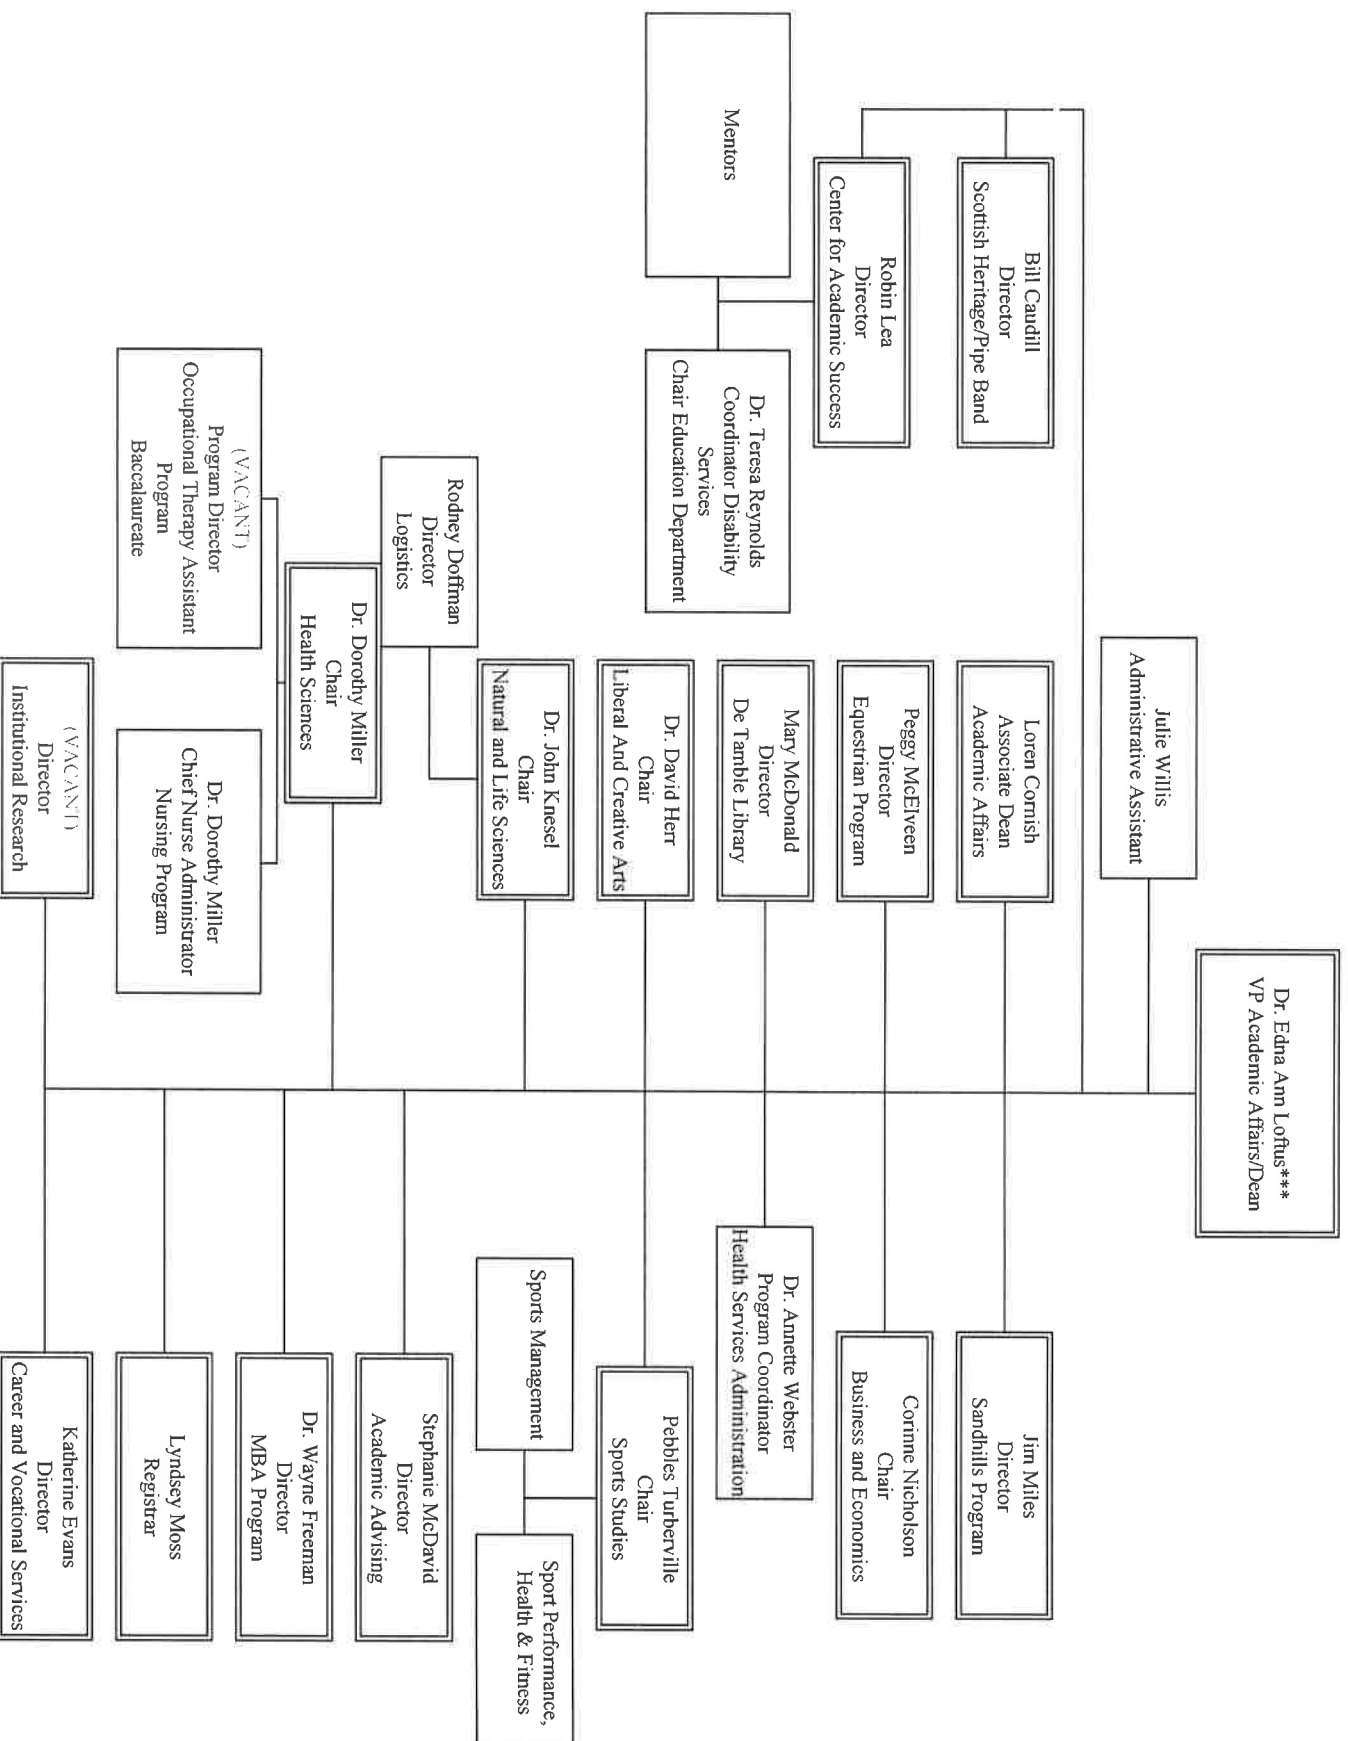 Dr. Edna Ann Loftus***
VP Academic Affairs/Dean
Julie Willis
Administrative Assistant
Bill Caudill
Director
Scottish Heritage/Pipe Band
Loren Cornish
Associate Dean
Academic Affairs
Jim Miles
Director
Sandhills Program
Robin Lea
Director
Center for Academic Success
Peggy McElveen
Director
Equestrian Program
Corinne Nicholson
Chair
Business and Economics
Mentors
Dr. Teresa Reynolds
Coordinator Disability
Services
Chair Education Department
Mary McDonald
Director
De Tamble Library
Dr. Annette Webster
Program Coordinator
Health Services Administration
Dr. David Herr
Chair
Liberal And Creative Arts
Pebbles Turberville
Chair
Sports Studies
Dr. John Knesel
Chair
Natural and Life Sciences
Sports Management
Sport Performance,
Health & Fitness
Rodney Doffman
Director
Logistics
Stephanie McDavid
Director
Academic Advising
Dr. Dorothy Miller
Chair
Health Sciences
Dr. Wayne Freeman
Director
MBA Program
(VACANT)
Program Director
Occupational Therapy Assistant
Program
Baccalaureate
Dr. Dorothy Miller
Chief Nurse Administrator
Nursing Program
Lyndsey Moss
Registrar
(VACANT)
Director
Institutional Research
Katherine Evans
Director
Career and Vocational Services